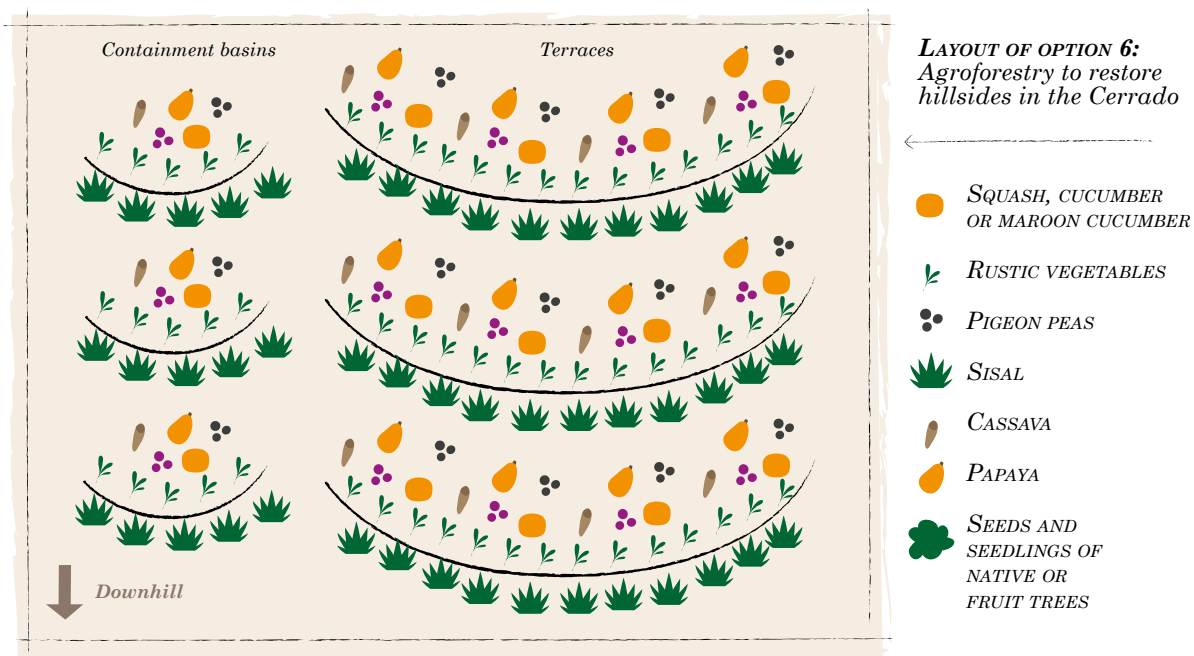 Containment basins
Terraces
Downhill
Layout of option 6:
Agroforestry to restore
hillsides in the Cerrado
Squash, cucumber
or maroon cucumber
Rustic vegetables
Pigeon peas
Sisal
Cassava
Papaya
Seeds and
seedlings of
native or
fruit trees